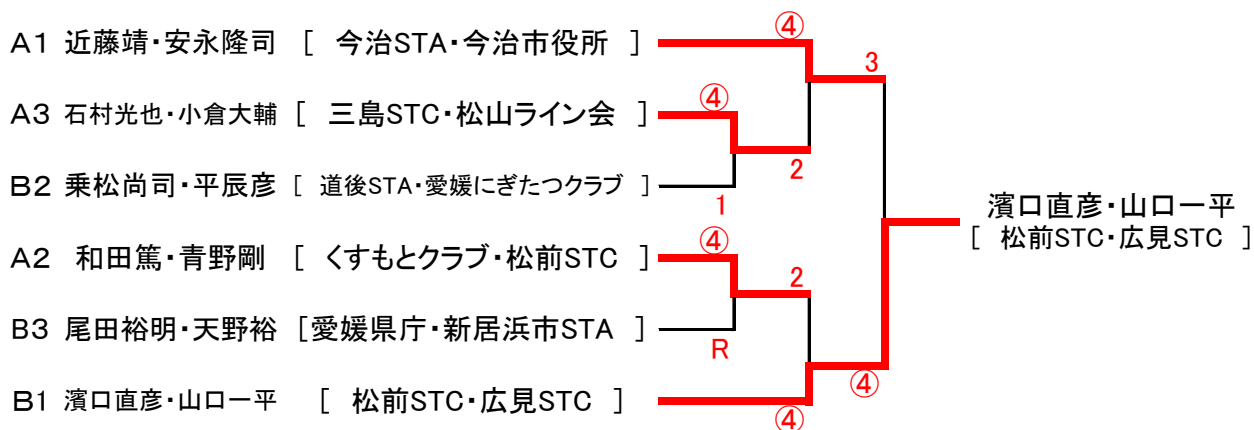 A1 近藤靖・安永隆司 [ 今治STA・今治市役所 ] ④
3
A3 石村光也・小倉大輔 [ 三島STC・松山ライン会 ] ④
2
B2 乗松尚司・平辰彦 [ 道後STA・愛媛にぎたつクラブ ] 1
濱口直彦・山口一平
[ 松前STC・広見STC ]
A2 和田篤・青野剛 [ くすもとクラブ・松前STC ] ④
2
B3 尾田裕明・天野裕 [愛媛県庁・新居浜市STA ] R
④
B1 濱口直彦・山口一平 [ 松前STC・広見STC ] ④